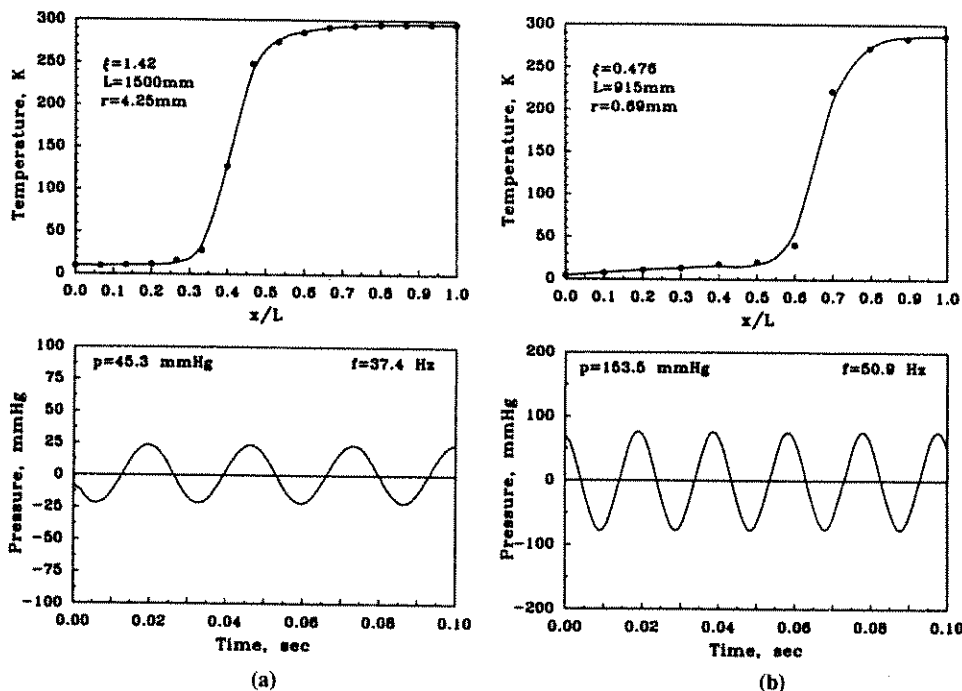 300
250
200
150
100
50
0
Temperature, K
ξ=1.42
L=1500mm
r=4.25mm
0.0 0.1 0.2 0.3 0.4 0.5 0.6 0.7 0.8 0.9 1.0
x/L
300
250
200
150
100
50
0
Temperature, K
ξ=0.476
L=915mm
r=0.69mm
0.0 0.1 0.2 0.3 0.4 0.5 0.6 0.7 0.8 0.9 1.0
x/L
100
75
50
25
0
-25
-50
-75
-100
Pressure, mmHg
p=45.3 mmHg f=37.4 Hz
0.00 0.02 0.04 0.06 0.08 0.10
Time, sec
(a)
200
100
0
-100
-200
Pressure, mmHg
p=153.5 mmHg f=50.9 Hz
0.00 0.02 0.04 0.06 0.08 0.10
Time, sec
(b)